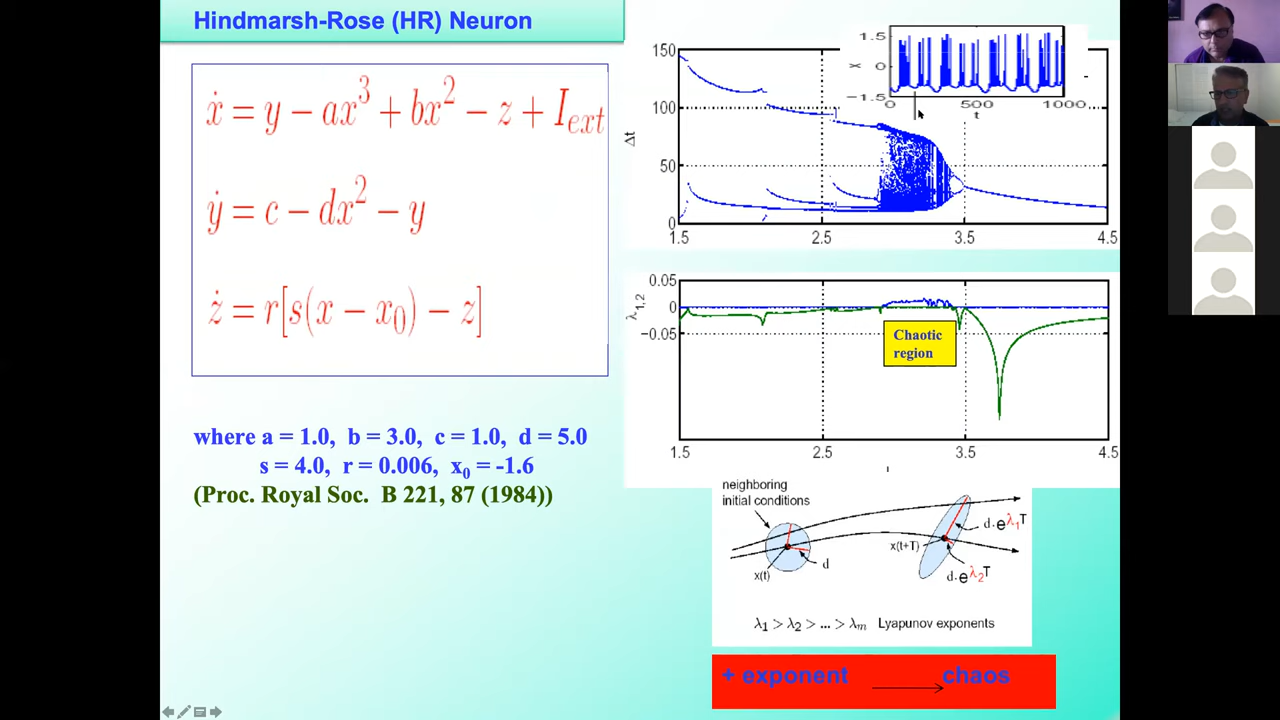 Hindmarsh-Rose (HR) Neuron
ẋ = y − ax³ + bx² − z + I_ext
ẏ = c − dx² − y
ż = r[s(x − x₀) − z]
where a = 1.0, b = 3.0, c = 1.0, d = 5.0
s = 4.0, r = 0.006, x₀ = -1.6
(Proc. Royal Soc. B 221, 87 (1984))
150
100
50
0
Δt
1.5 2.5 3.5 4.5
1.5
0
−1.5
x
0 500 1000
t
0.05
0
−0.05
λ1,2
Chaotic
region
1.5 2.5 3.5 4.5
neighboring
initial conditions
x(t)
d
x(t+T)
d·e^λ₁T
d·e^λ₂T
λ₁ > λ₂ > ... > λₘ Lyapunov exponents
+ exponent → chaos